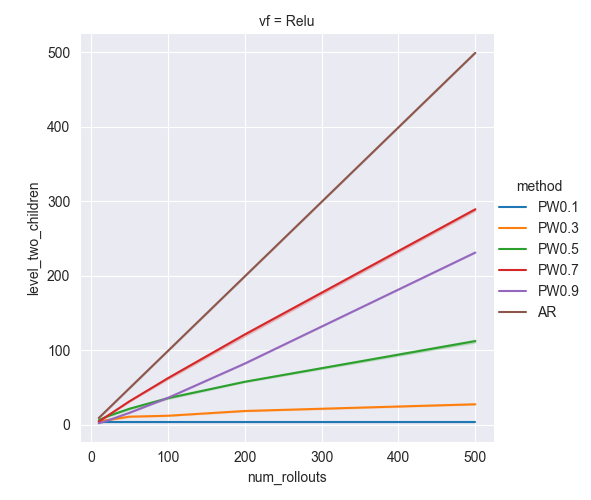 vf = Relu
level_two_children
500
400
300
200
100
0
0 100 200 300 400 500
num_rollouts
method
PW0.1
PW0.3
PW0.5
PW0.7
PW0.9
AR